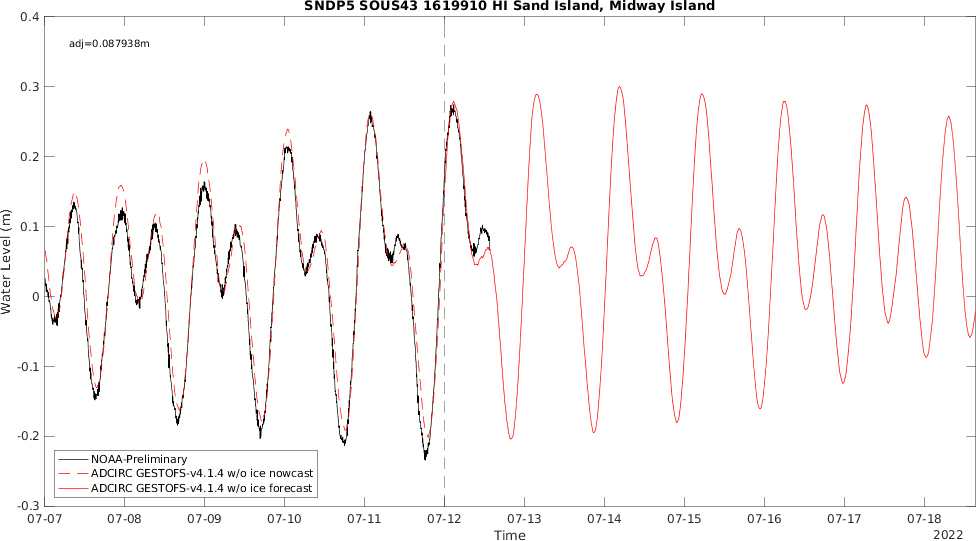 SNDP5 SOUS43 1619910 HI Sand Island, Midway Island
adj=0.087938m
Water Level (m)
0.4
0.3
0.2
0.1
0
-0.1
-0.2
-0.3
NOAA-Preliminary
ADCIRC GESTOFS-v4.1.4 w/o ice nowcast
ADCIRC GESTOFS-v4.1.4 w/o ice forecast
07-07 07-08 07-09 07-10 07-11 07-12 07-13 07-14 07-15 07-16 07-17 07-18
Time
2022